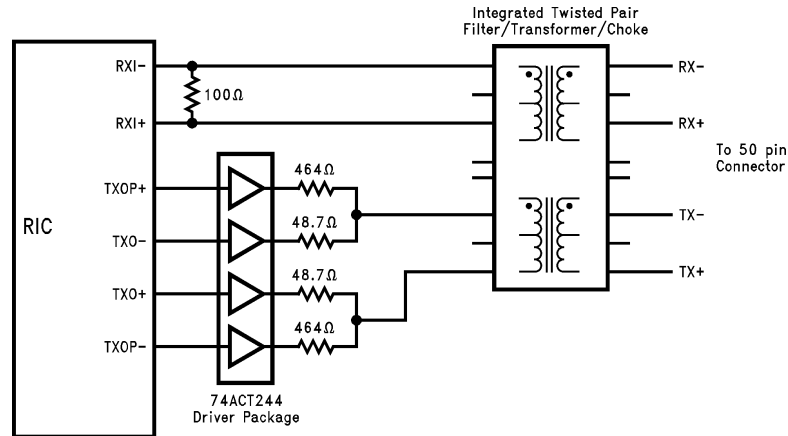 Integrated Twisted Pair
Filter/Transformer/Choke
RIC
RXI-
100Ω
RXI+
RX-
RX+
To 50 pin
Connector
TXOP+
464Ω
TXO-
48.7Ω
TX-
TXO+
48.7Ω
TX+
TXOP-
464Ω
74ACT244
Driver Package